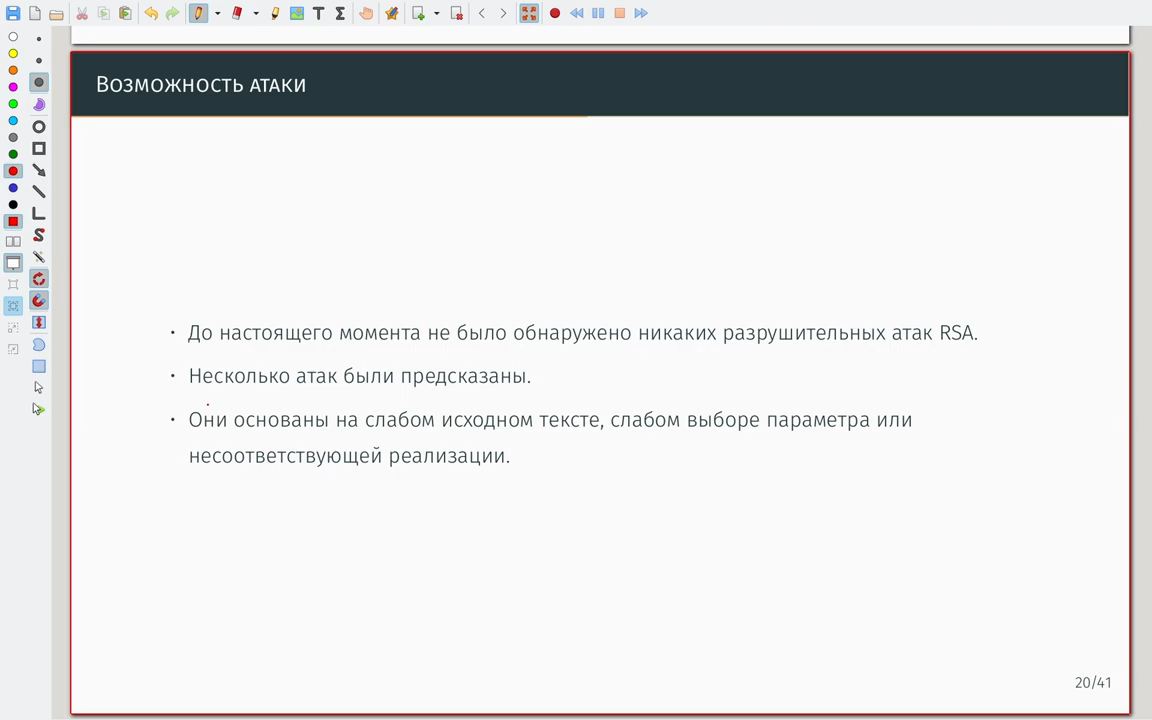 Возможность атаки
· До настоящего момента не было обнаружено никаких разрушительных атак RSA.
· Несколько атак были предсказаны.
· Они основаны на слабом исходном тексте, слабом выборе параметра или
несоответствующей реализации.
20/41